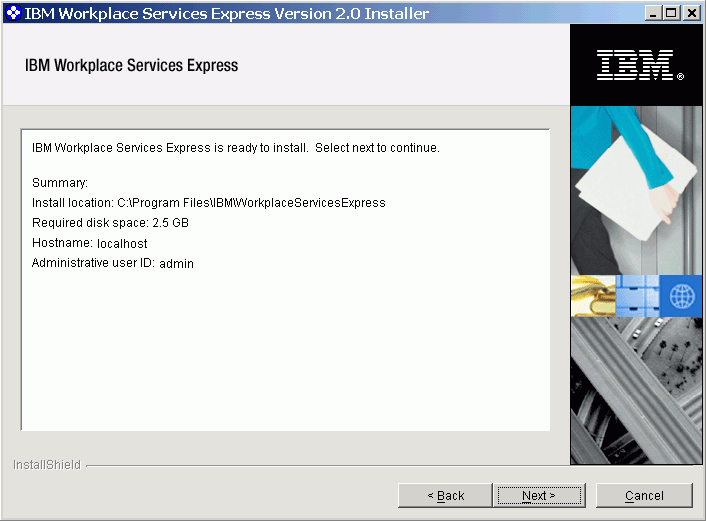 IBM Workplace Services Express Version 2.0 Installer
IBM Workplace Services Express
IBM®
IBM Workplace Services Express is ready to install. Select next to continue.
Summary:
Install location: C:\Program Files\IBM\WorkplaceServicesExpress
Required disk space: 2.5 GB
Hostname: localhost
Administrative user ID: admin
InstallShield
< Back
Next >
Cancel